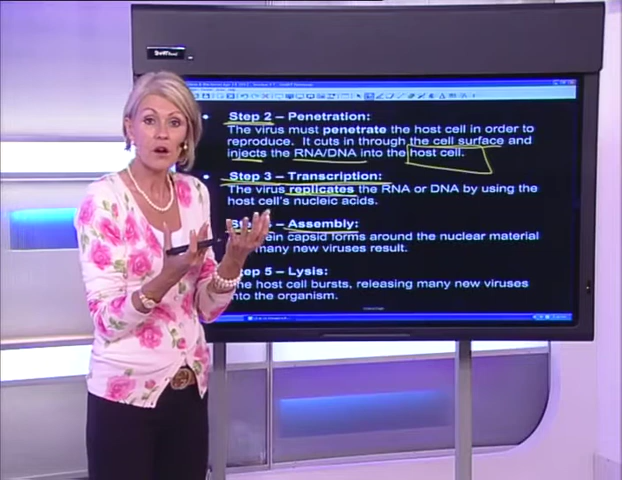 Step 2 – Penetration:
The virus must penetrate the host cell in order to
reproduce. It cuts in through the cell surface and
injects the RNA/DNA into the host cell.
Step 3 – Transcription:
The virus replicates the RNA or DNA by using the
host cell's nucleic acids.
– Assembly:
capsid forms around the nuclear material
many new viruses result.
Step 5 – Lysis:
The host cell bursts, releasing many new viruses
into the organism.